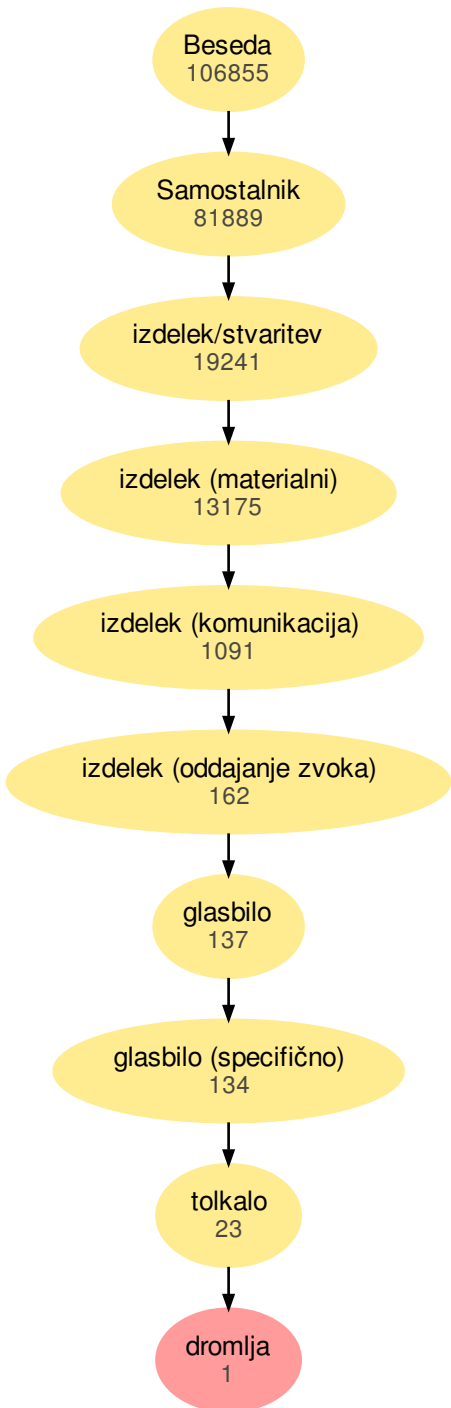 Beseda
106855
Samostalnik
81889
izdelek/stvaritev
19241
izdelek (materialni)
13175
izdelek (komunikacija)
1091
izdelek (oddajanje zvoka)
162
glasbilo
137
glasbilo (specifično)
134
tolkalo
23
dromlja
1